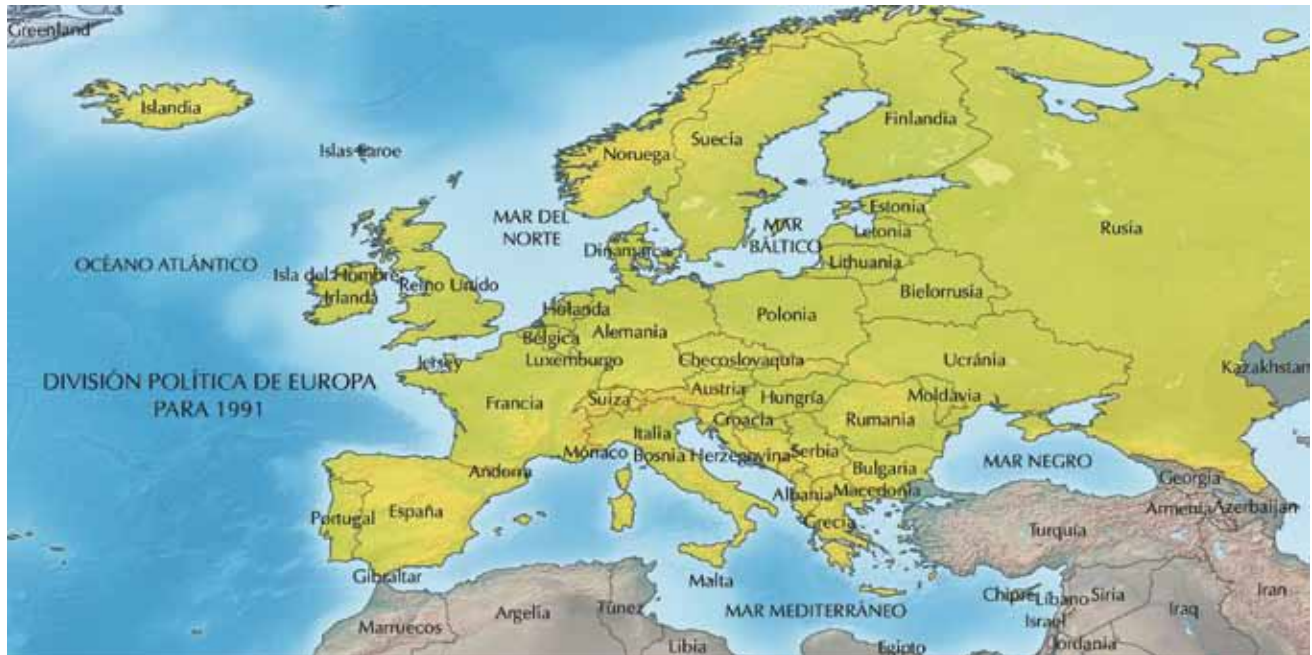 Greenland
Islandia
Islas Faroe
Noruega
Suecia
Finlandia
Rusia
MAR DEL
NORTE
MAR
BÁLTICO
Estonia
Letonia
Lithuania
Dinamarca
OCÉANO ATLÁNTICO
Isla del Hombre
Irlanda
Reino Unido
Bielorrusia
Holanda
Bélgica
Luxemburgo
Alemania
Polonia
Jersey
Checoslovaquia
Ucránia
Kazakhstan
DIVISIÓN POLÍTICA DE EUROPA
PARA 1991
Francia
Suiza
Austria
Hungría
Moldavia
Rumania
Croacia
Italia
Mónaco
Bosnia Herzegovina
Serbia
Andorra
Bulgaria
MAR NEGRO
Georgia
Albania
Macedonia
Armenia
Azerbaijan
Portugal
España
Grecia
Turquía
Gibraltar
Malta
Chipre
Líbano
Siria
Iran
Argelia
Túnez
MAR MEDITERRÁNEO
Israel
Iraq
Marruecos
Libia
Egipto
Jordania